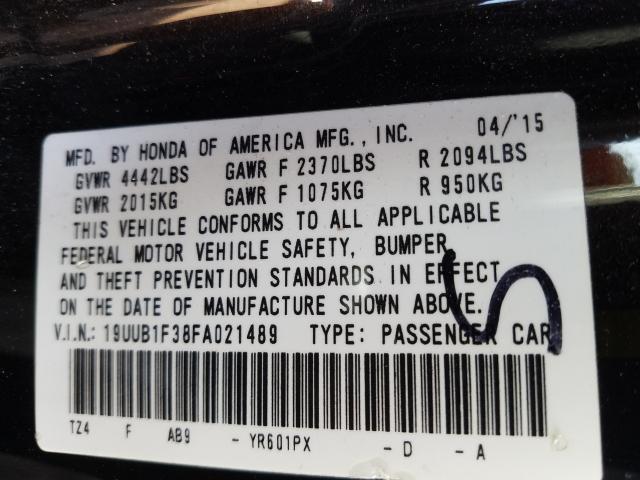 MFD. BY HONDA OF AMERICA MFG., INC. 04/'15
GVWR 4442LBS GAWR F 2370LBS R 2094LBS
GVWR 2015KG GAWR F 1075KG R 950KG
THIS VEHICLE CONFORMS TO ALL APPLICABLE
FEDERAL MOTOR VEHICLE SAFETY, BUMPER
AND THEFT PREVENTION STANDARDS IN EFFECT
ON THE DATE OF MANUFACTURE SHOWN ABOVE.
V.I.N.: 19UUB1F38FA021489 TYPE: PASSENGER CAR
TZ4 F AB9 - YR601PX - D - A